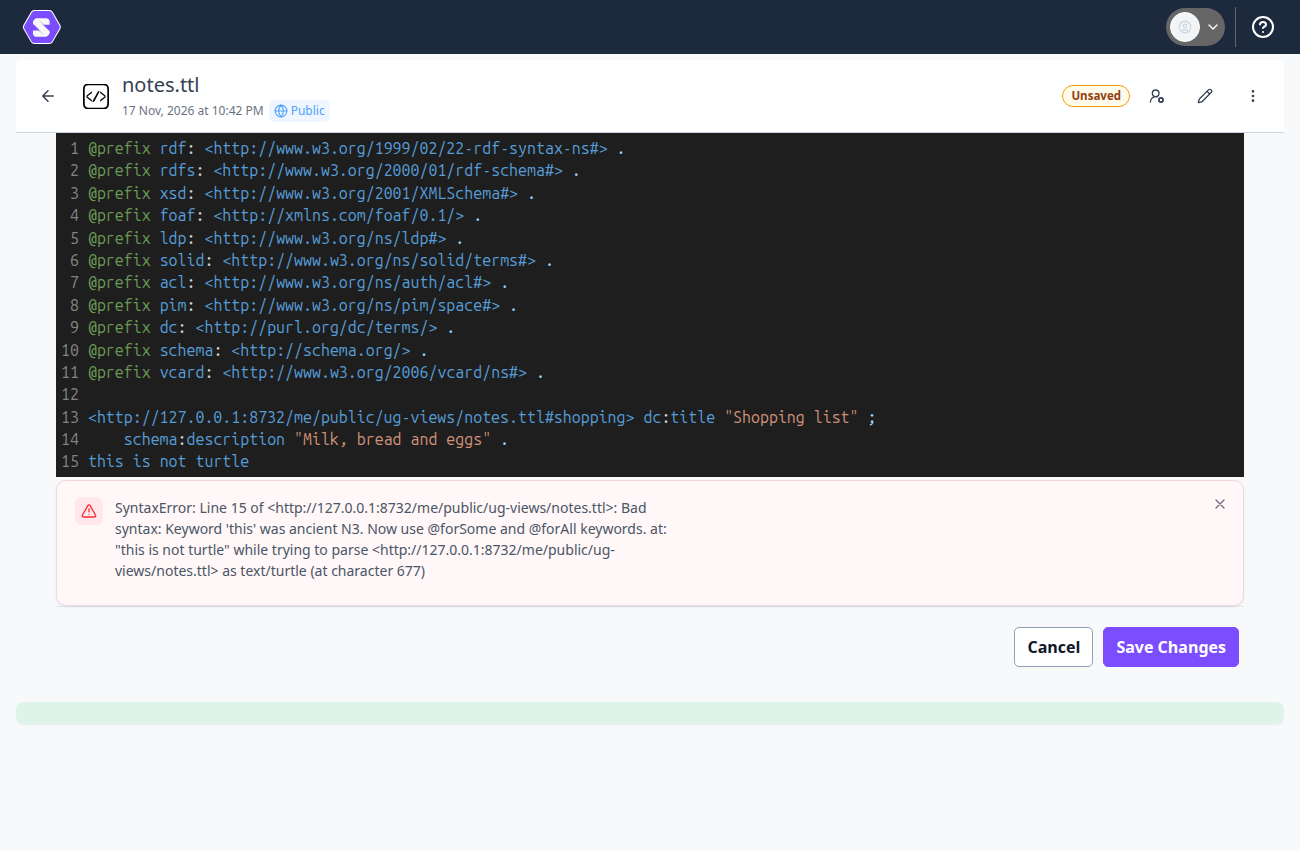 notes.ttl
17 Nov, 2026 at 10:42 PM Public
Unsaved
1 @prefix rdf: <http://www.w3.org/1999/02/22-rdf-syntax-ns#> .
2 @prefix rdfs: <http://www.w3.org/2000/01/rdf-schema#> .
3 @prefix xsd: <http://www.w3.org/2001/XMLSchema#> .
4 @prefix foaf: <http://xmlns.com/foaf/0.1/> .
5 @prefix ldp: <http://www.w3.org/ns/ldp#> .
6 @prefix solid: <http://www.w3.org/ns/solid/terms#> .
7 @prefix acl: <http://www.w3.org/ns/auth/acl#> .
8 @prefix pim: <http://www.w3.org/ns/pim/space#> .
9 @prefix dc: <http://purl.org/dc/terms/> .
10 @prefix schema: <http://schema.org/> .
11 @prefix vcard: <http://www.w3.org/2006/vcard/ns#> .
12
13 <http://127.0.0.1:8732/me/public/ug-views/notes.ttl#shopping> dc:title "Shopping list" ;
14     schema:description "Milk, bread and eggs" .
15 this is not turtle
SyntaxError: Line 15 of <http://127.0.0.1:8732/me/public/ug-views/notes.ttl>: Bad
syntax: Keyword 'this' was ancient N3. Now use @forSome and @forAll keywords. at:
"this is not turtle" while trying to parse <http://127.0.0.1:8732/me/public/ug-
views/notes.ttl> as text/turtle (at character 677)
Cancel
Save Changes